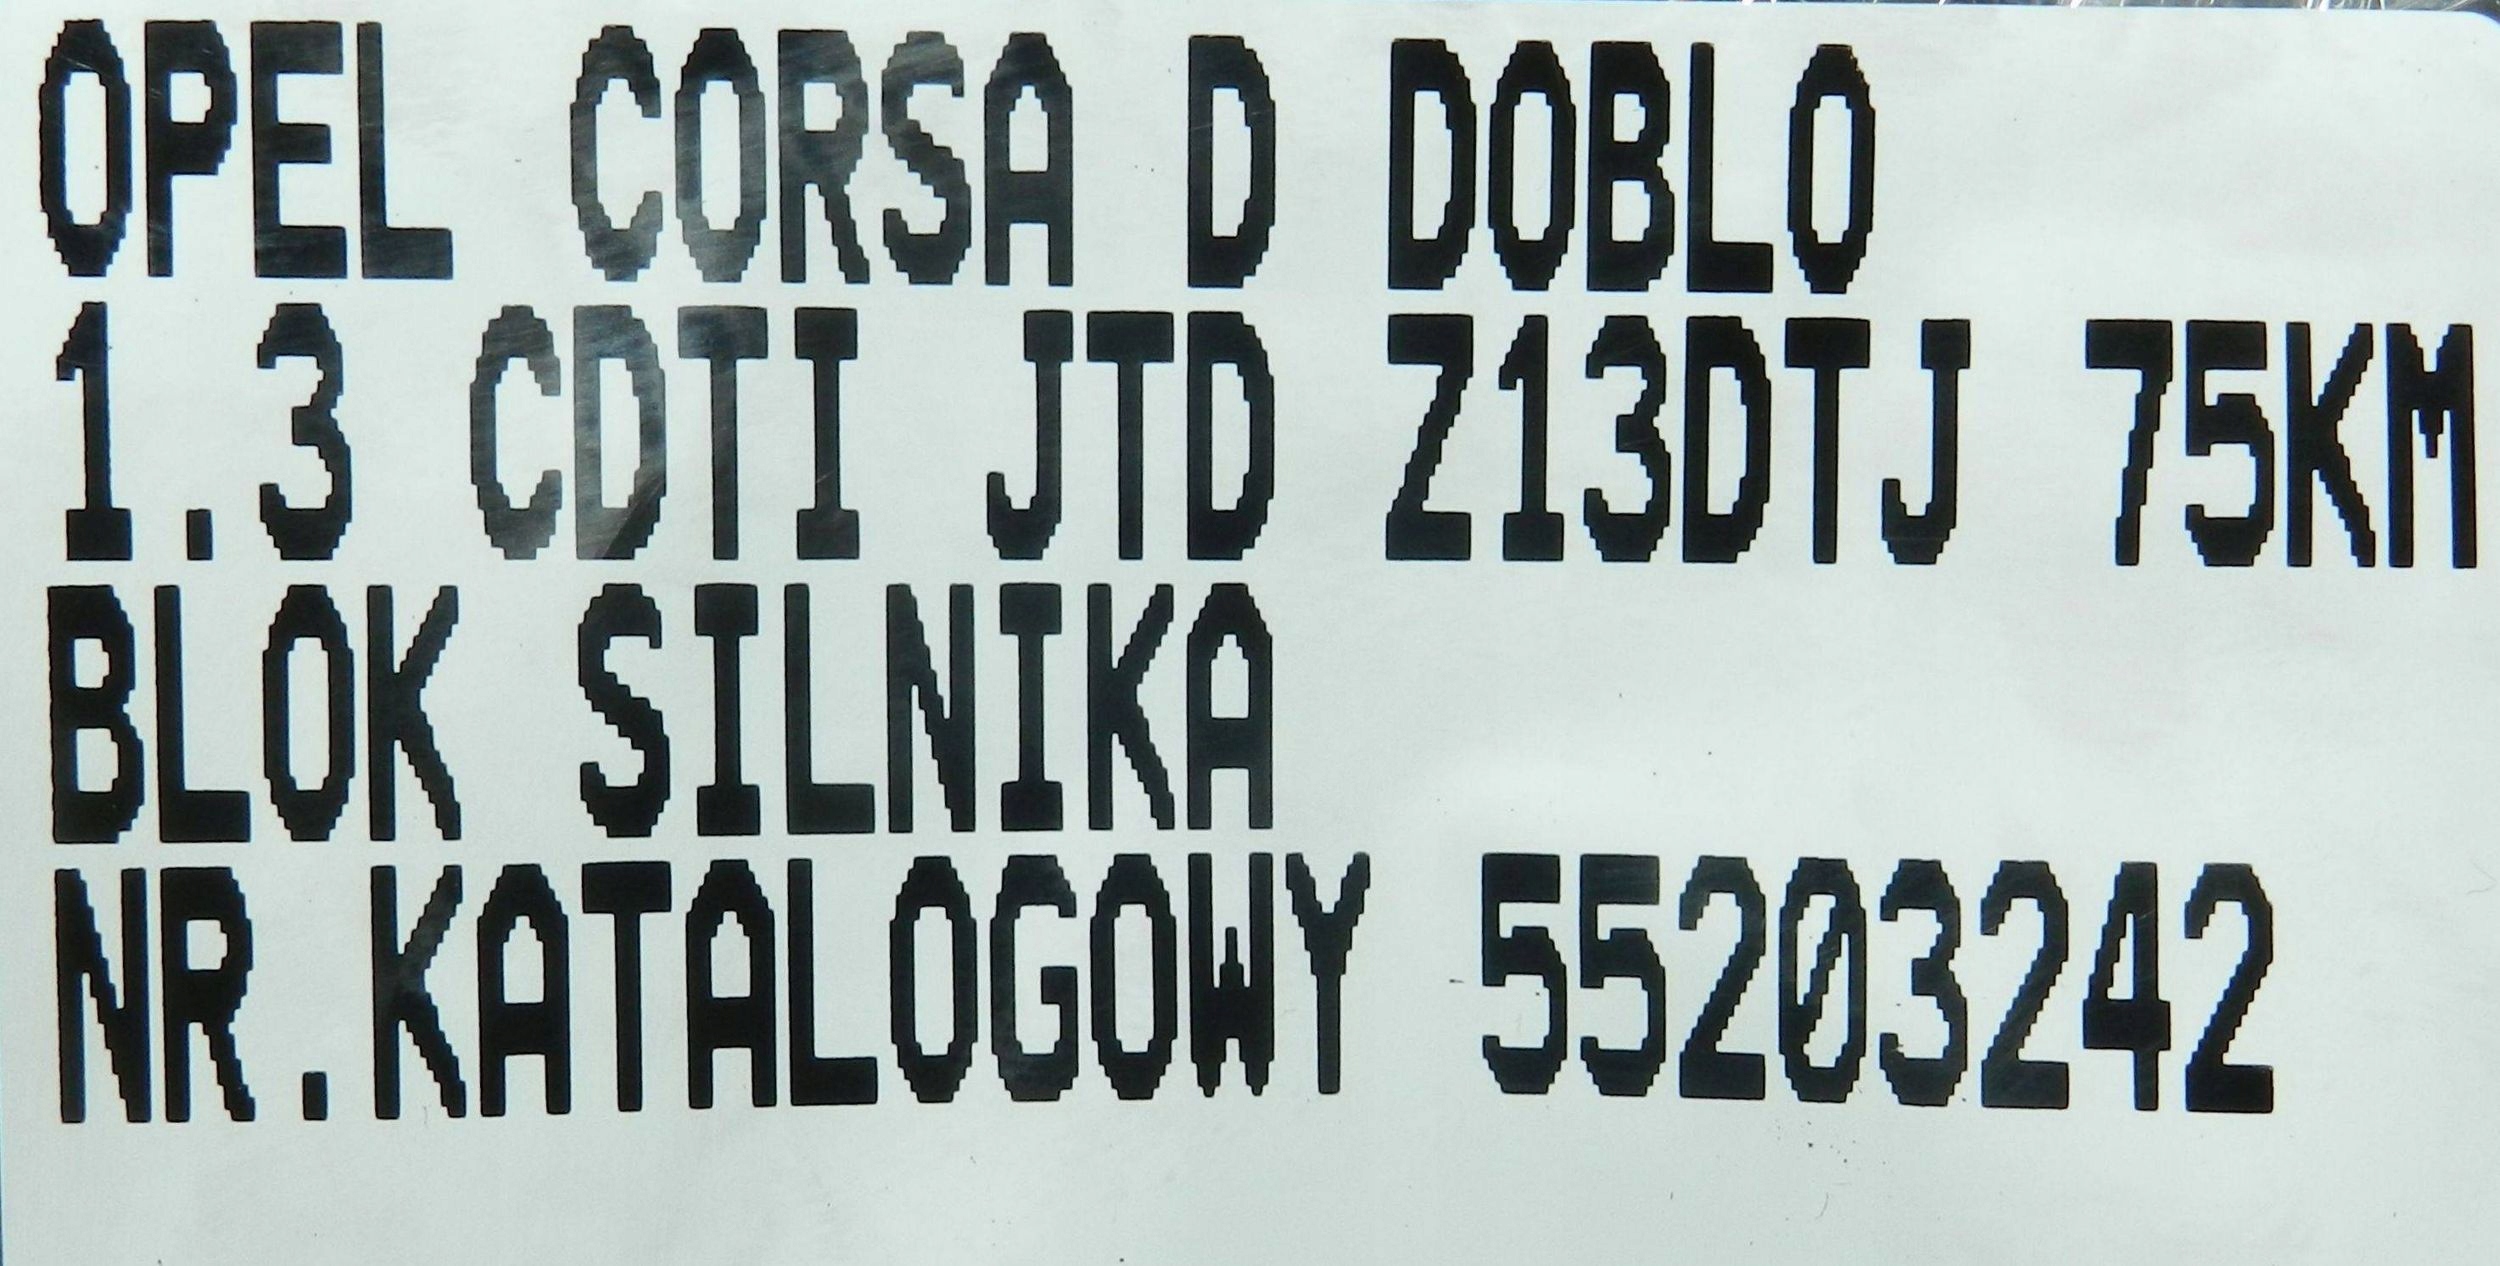 OPEL CORSA D DOBLO
1.3 CDTI JTD Z13DTJ 75KM
BLOK SILNIKA
NR.KATALOGOWY 55203242